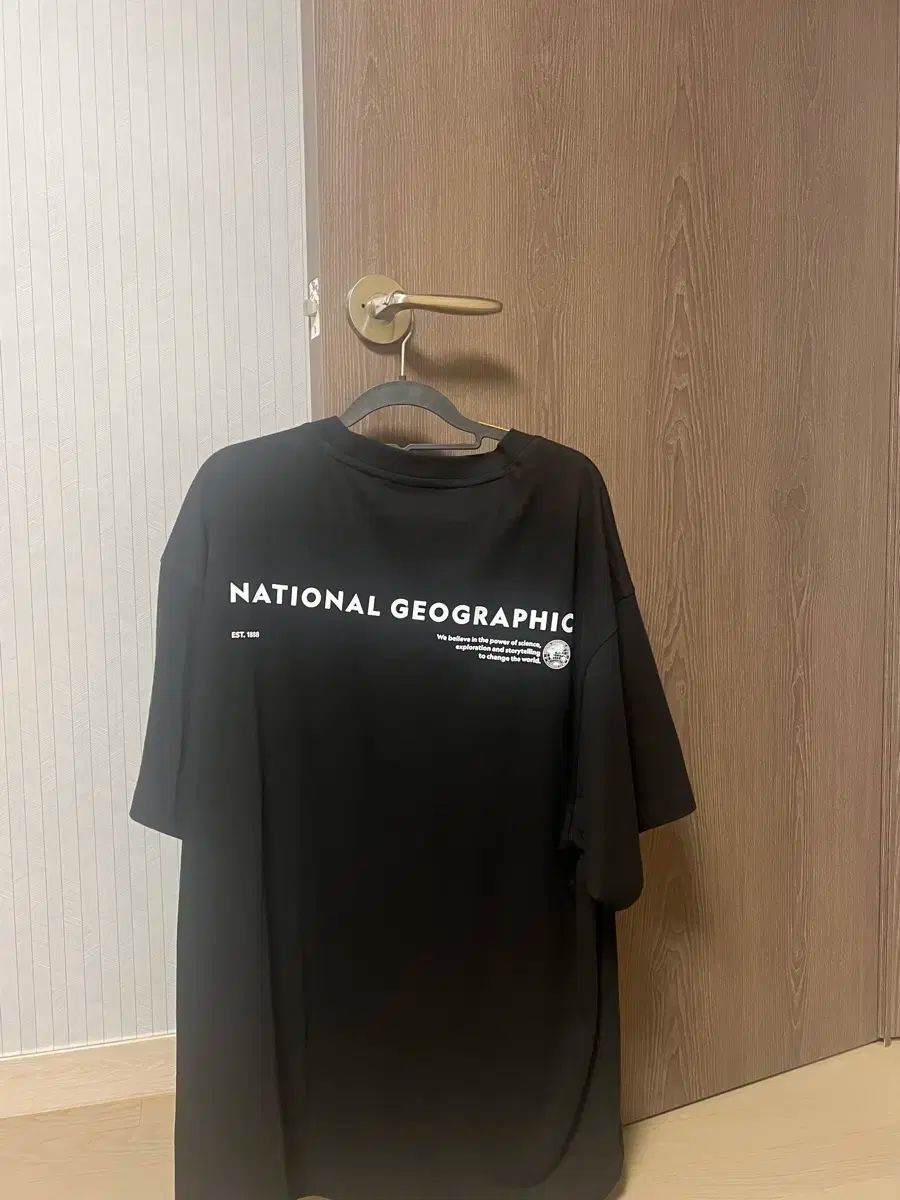 NATIONAL GEOGRAPHIC
EST. 1888
We believe in the power of science,
exploration and storytelling
to change the world.